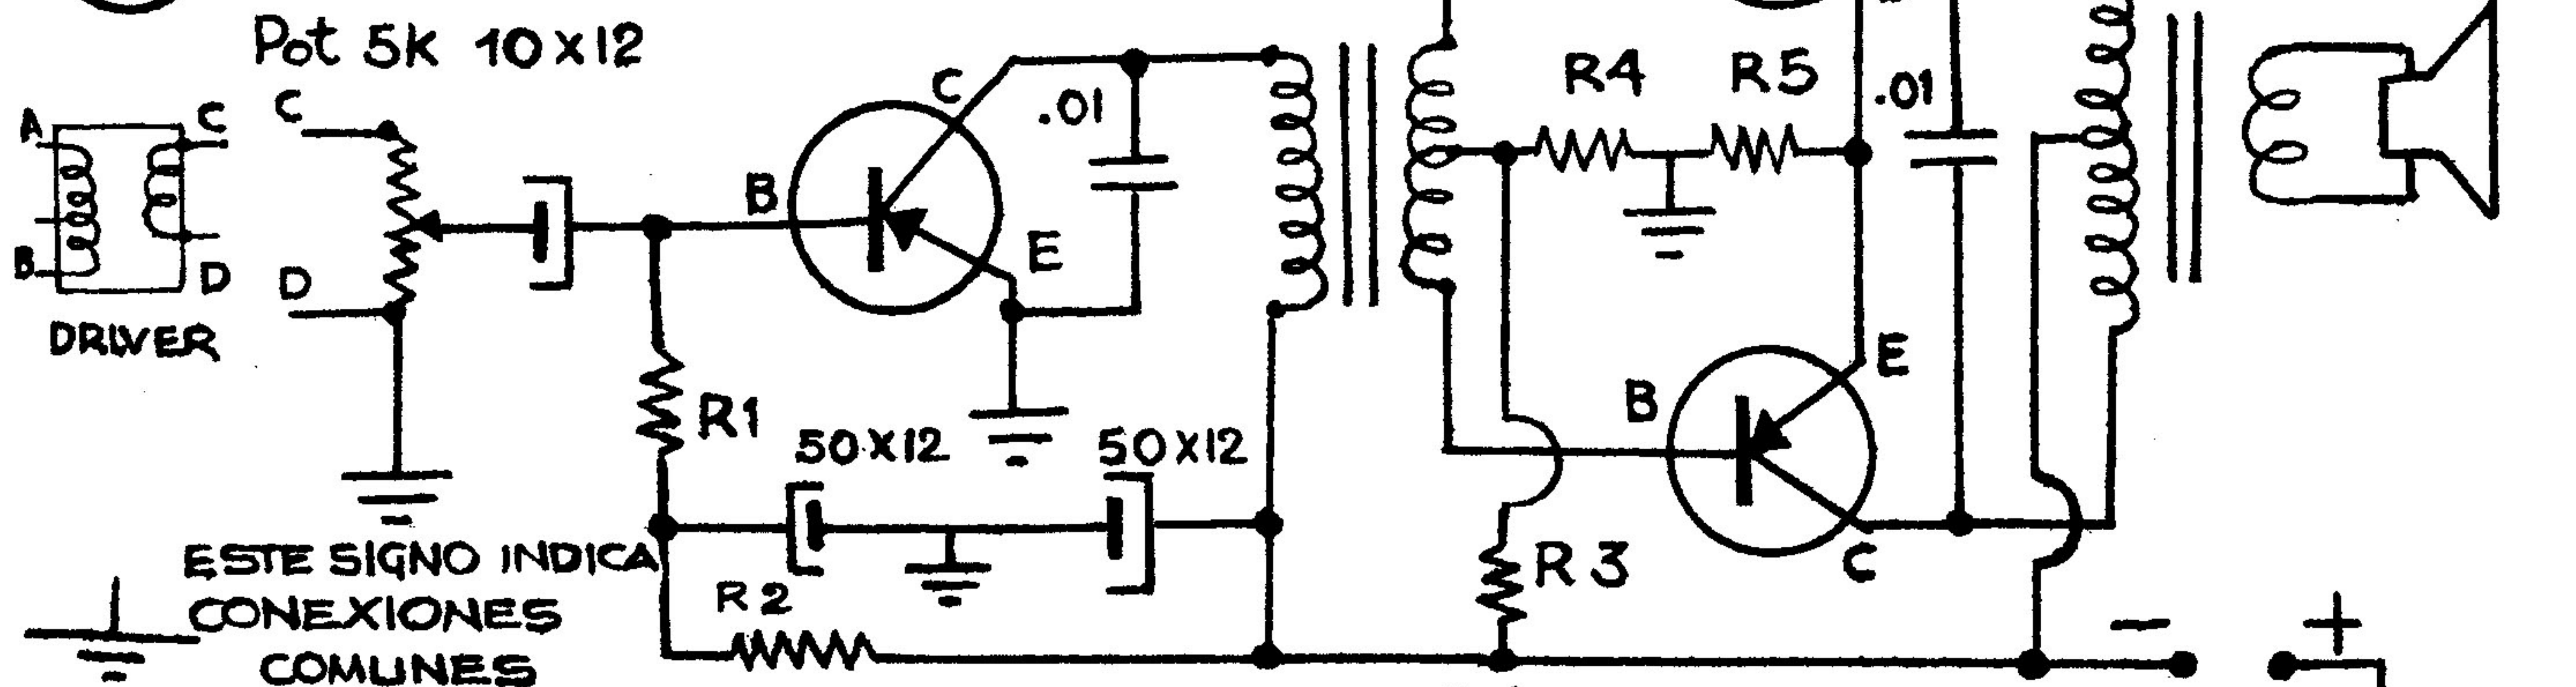 Pot 5K 10X12
A
B
C
D
DRIVER
C
D
B
C
E
.01
R1
50X12
50X12
R2
R4
R5
.01
B
E
C
R3
-
+
ESTE SIGNO INDICA
CONEXIONES
COMUNES